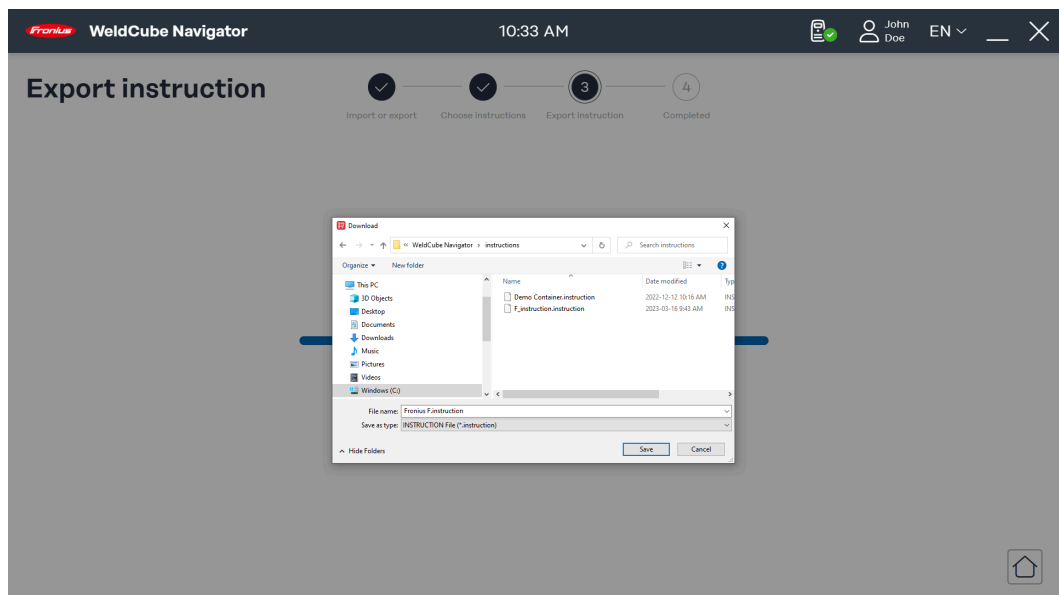 Fronius WeldCube Navigator 10:33 AM John Doe EN
Export instruction
3 4
Import or export Choose instructions Export instruction Completed
Download
« WeldCube Navigator › instructions Search instructions
Organize New folder
Name Date modified Typ
This PC
3D Objects Demo Container.instruction 2022-12-12 10:16 AM INS
Desktop F_instruction.instruction 2023-03-16 9:43 AM INS
Documents
Downloads
Music
Pictures
Videos
Windows (C:)
File name: Fronius F.instruction
Save as type: INSTRUCTION File (*.instruction)
Hide Folders Save Cancel